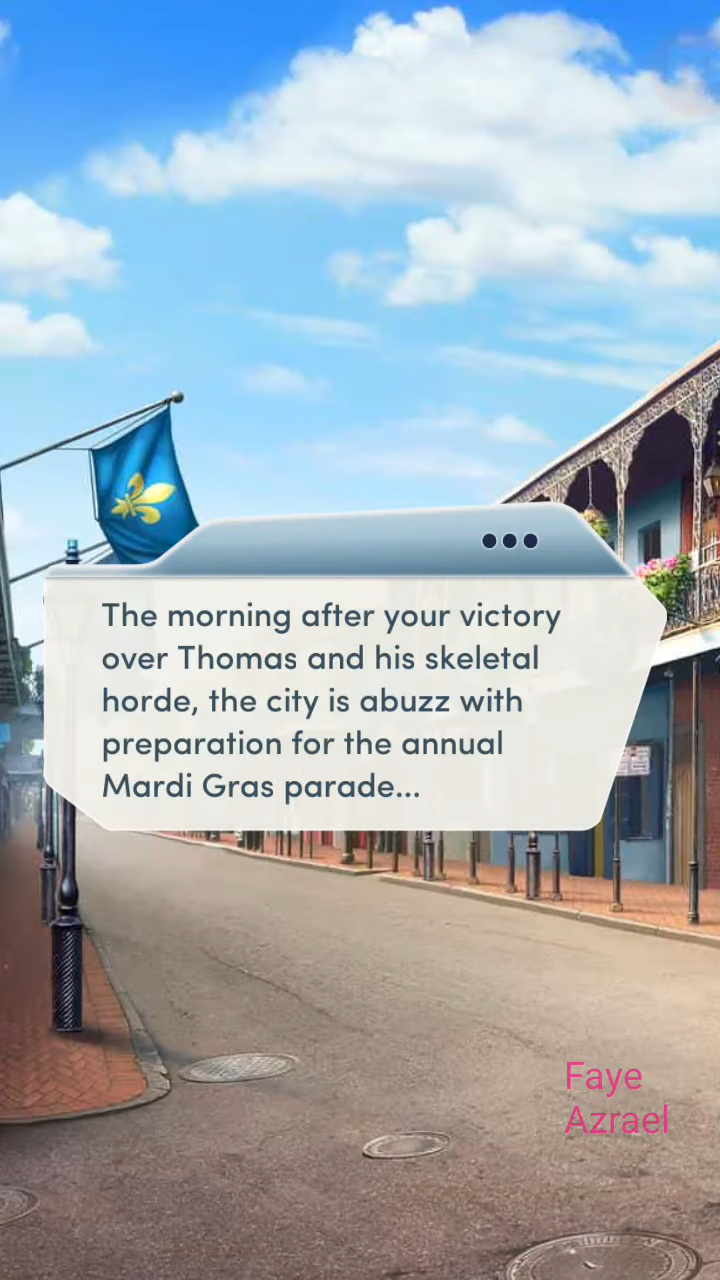 The morning after your victory
over Thomas and his skeletal
horde, the city is abuzz with
preparation for the annual
Mardi Gras parade...
Faye
Azrael